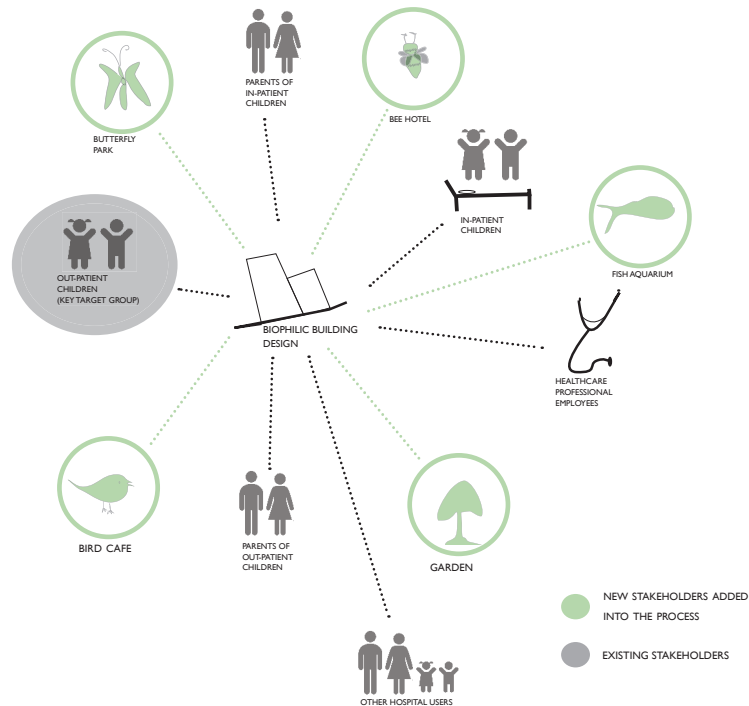 PARENTS OF
IN-PATIENT
CHILDREN
BEE HOTEL
BUTTERFLY
PARK
IN-PATIENT
CHILDREN
OUT-PATIENT
CHILDREN
(KEY TARGET GROUP)
FISH AQUARIUM
BIOPHILIC BUILDING
DESIGN
HEALTHCARE
PROFESSIONAL
EMPLOYEES
BIRD CAFE
PARENTS OF
OUT-PATIENT
CHILDREN
GARDEN
NEW STAKEHOLDERS ADDED
INTO THE PROCESS
EXISTING STAKEHOLDERS
OTHER HOSPITAL USERS